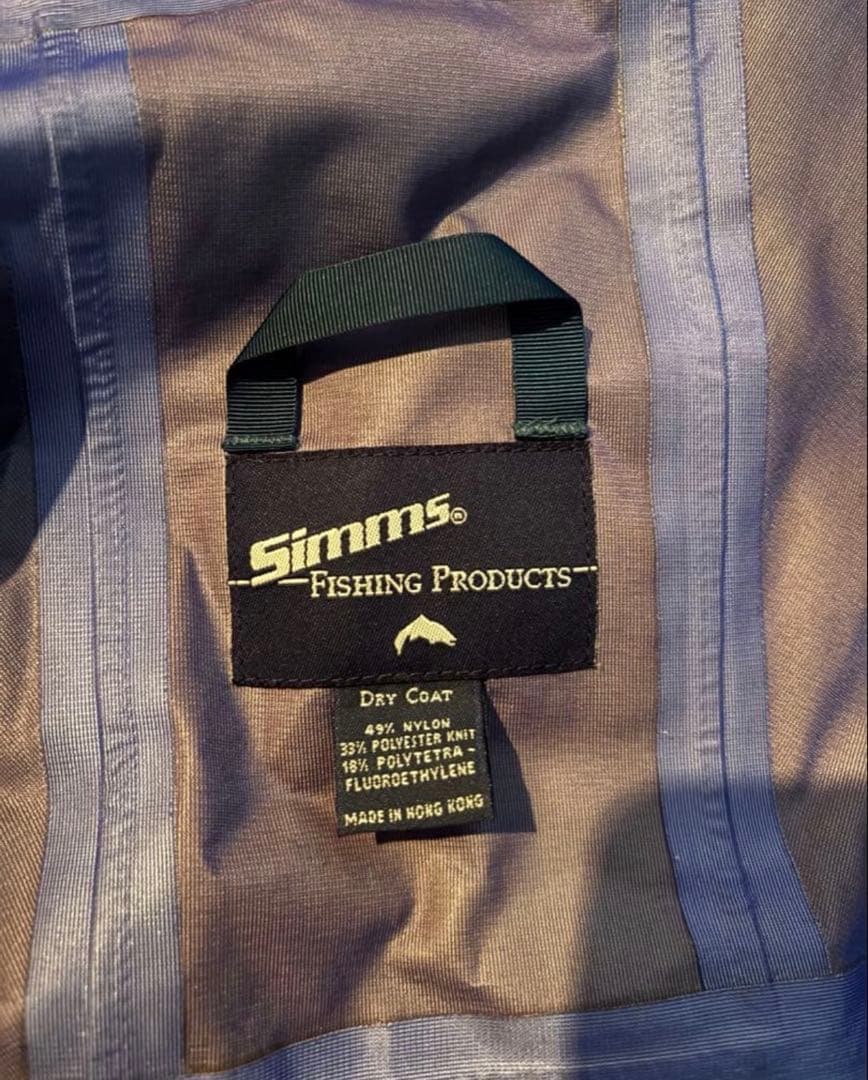 Simms®
Fishing Products
Dry Coat
49% NYLON
33% POLYESTER KNIT
18% POLYTETRA-
FLUOROETHYLENE
MADE IN HONG KONG